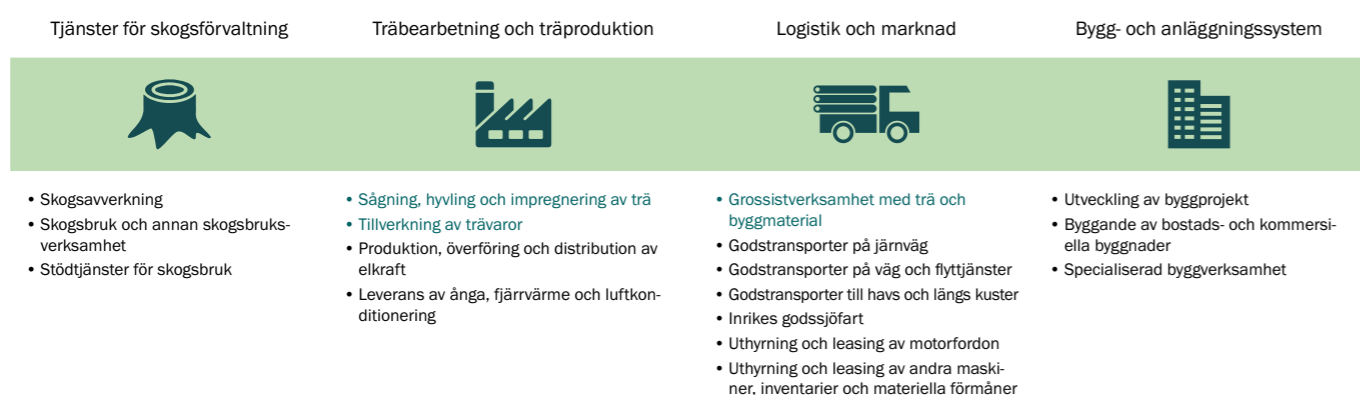 Tjänster för skogsförvaltning
Träbearbetning och träproduktion
Logistik och marknad
Bygg- och anläggningssystem
• Skogsavverkning
• Skogsbruk och annan skogsbruks-
verksamhet
• Stödtjänster för skogsbruk
• Sågning, hyvling och impregnering av trä
• Tillverkning av trävaror
• Produktion, överföring och distribution av
elkraft
• Leverans av ånga, fjärrvärme och luftkon-
ditionering
• Grossistverksamhet med trä och
byggmaterial
• Godstransporter på järnväg
• Godstransporter på väg och flyttjänster
• Godstransporter till havs och längs kuster
• Inrikes godssjöfart
• Uthyrning och leasing av motorfordon
• Uthyrning och leasing av andra maski-
ner, inventarier och materiella förmåner
• Utveckling av byggprojekt
• Byggande av bostads- och kommersi-
ella byggnader
• Specialiserad byggverksamhet